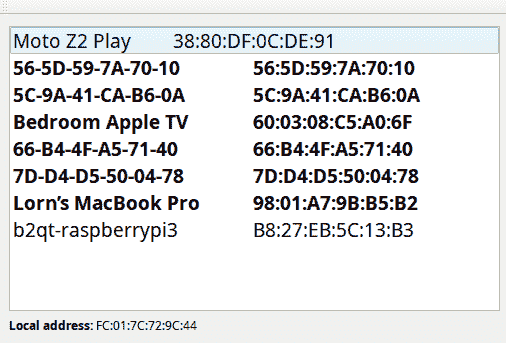 Moto Z2 Play 38:80:DF:0C:DE:91
56-5D-59-7A-70-10 56:5D:59:7A:70:10
5C-9A-41-CA-B6-0A 5C:9A:41:CA:B6:0A
Bedroom Apple TV 60:03:08:C5:A0:6F
66-B4-4F-A5-71-40 66:B4:4F:A5:71:40
7D-D4-D5-50-04-78 7D:D4:D5:50:04:78
Lorn’s MacBook Pro 98:01:A7:9B:B5:B2
b2qt-raspberrypi3 B8:27:EB:5C:13:B3
Local address: FC:01:7C:72:9C:44